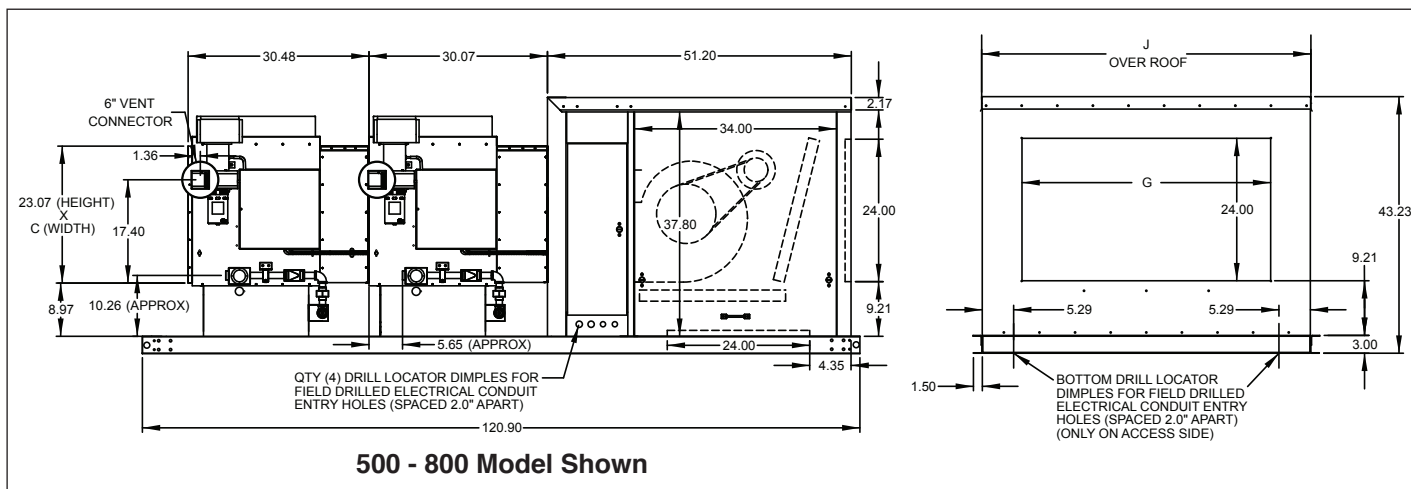 30.48
30.07
51.20
J
OVER ROOF
6" VENT
CONNECTOR
2.17
34.00
1.36
23.07 (HEIGHT)
X
C (WIDTH)
17.40
37.80
24.00
G
24.00
43.23
8.97
10.26 (APPROX)
9.21
9.21
5.29
5.29
5.65 (APPROX)
24.00
4.35
3.00
1.50
QTY (4) DRILL LOCATOR DIMPLES FOR
FIELD DRILLED ELECTRICAL CONDUIT
ENTRY HOLES (SPACED 2.0" APART)
BOTTOM DRILL LOCATOR
DIMPLES FOR FIELD DRILLED
ELECTRICAL CONDUIT ENTRY
HOLES (SPACED 2.0" APART)
(ONLY ON ACCESS SIDE)
120.90
500 - 800 Model Shown